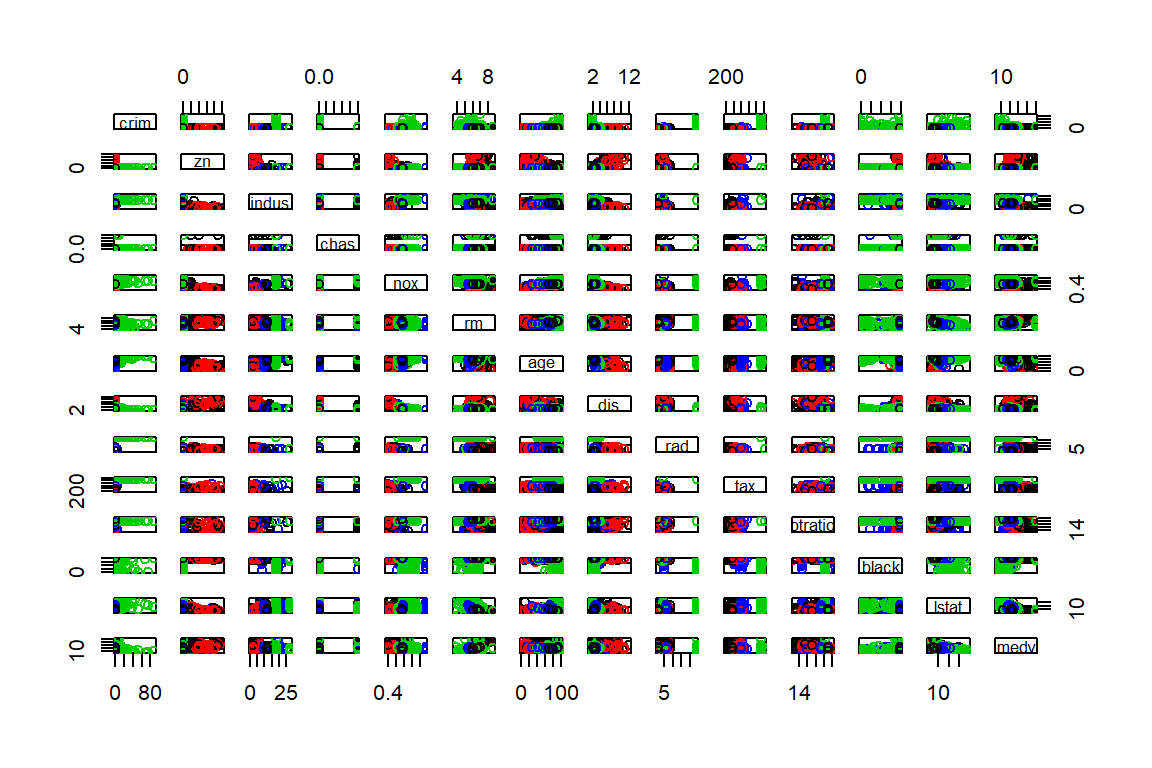 0 0.0 4 8 2 12 200 0 10
crim 0
0 zn
indus 0
0.0 chas
nox 0.4
4 rm
age 0
2 dis
rad 5
200 tax
ptratio 14
0 black
lstat 10
10 medv
0 80 0 25 0.4 0 100 5 14 10